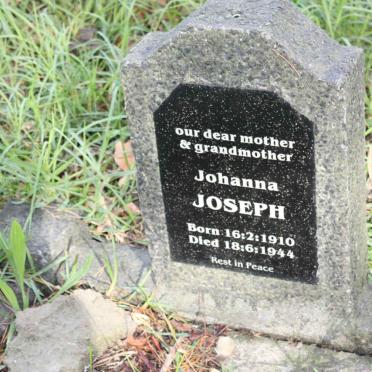 our dear mother
& grandmother
Johanna
JOSEPH
Born 16:2:1910
Died 18:6:1944
Rest in Peace